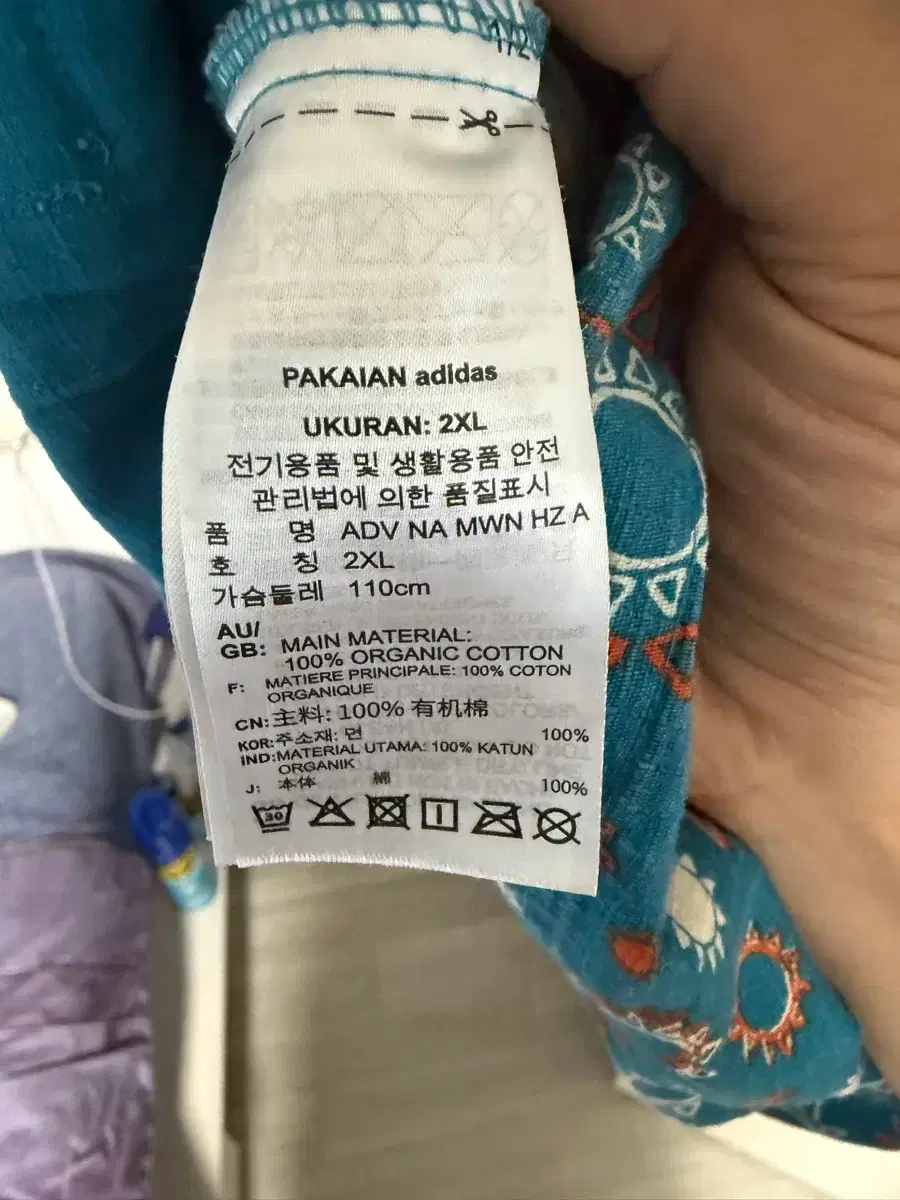 1/2
PAKAIAN adidas
UKURAN: 2XL
전기용품 및 생활용품 안전
관리법에 의한 품질표시
품 명 ADV NA MWN HZ A
호 칭 2XL
가슴둘레 110cm
AU/
GB: MAIN MATERIAL:
100% ORGANIC COTTON
F: MATIERE PRINCIPALE: 100% COTON
ORGANIQUE
CN: 主料: 100% 有机棉
KOR: 주소재: 면 100%
IND: MATERIAL UTAMA: 100% KATUN
ORGANIK
J: 本体 綿 100%
30